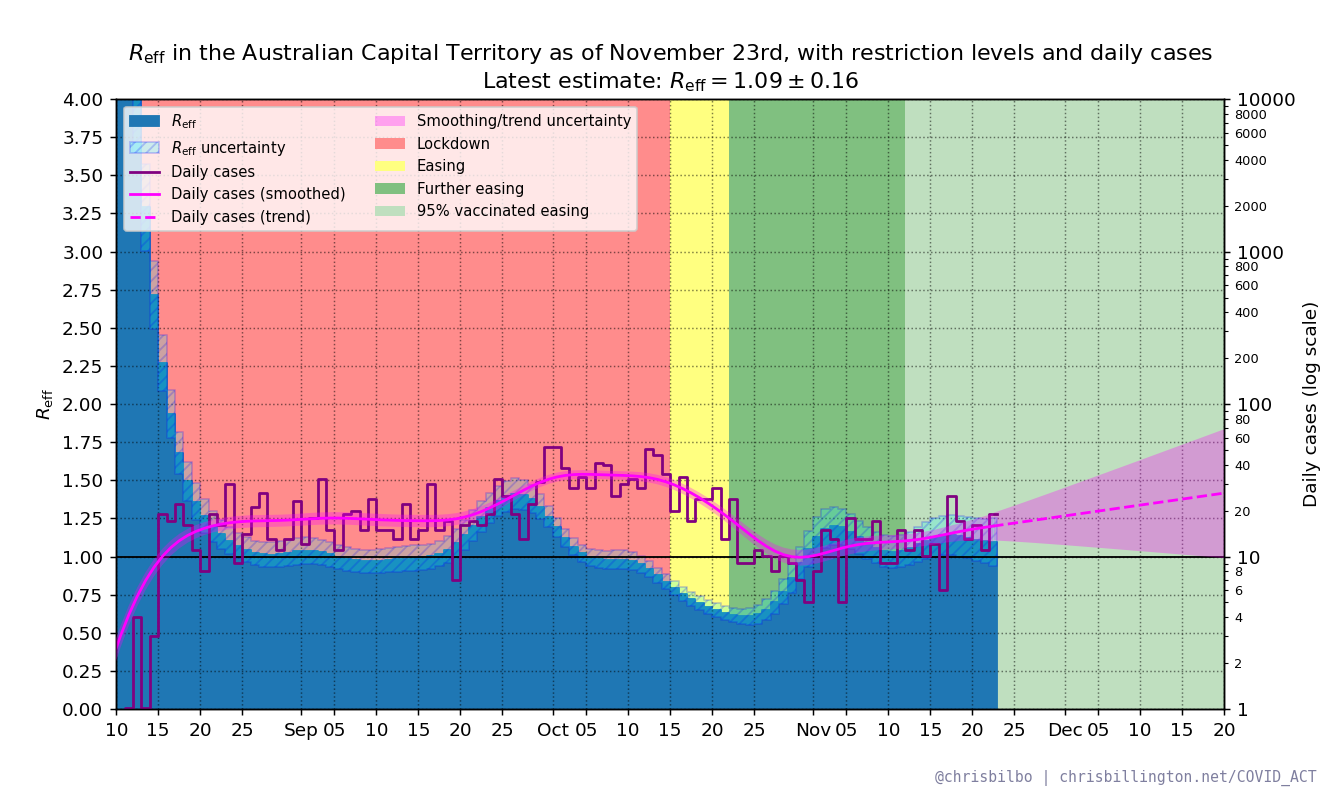 R_eff in the Australian Capital Territory as of November 23rd, with restriction levels and daily cases
Latest estimate: R_eff = 1.09 ± 0.16
R_eff
R_eff uncertainty
Daily cases
Daily cases (smoothed)
Daily cases (trend)
Smoothing/trend uncertainty
Lockdown
Easing
Further easing
95% vaccinated easing
R_eff
4.00
3.75
3.50
3.25
3.00
2.75
2.50
2.25
2.00
1.75
1.50
1.25
1.00
0.75
0.50
0.25
0.00
10000
8000
6000
4000
2000
1000
800
600
400
200
100
80
60
40
20
10
8
6
4
2
1
Daily cases (log scale)
10 15 20 25 Sep 05 10 15 20 25 Oct 05 10 15 20 25 Nov 05 10 15 20 25 Dec 05 10 15 20
@chrisbilbo | chrisbillington.net/COVID_ACT